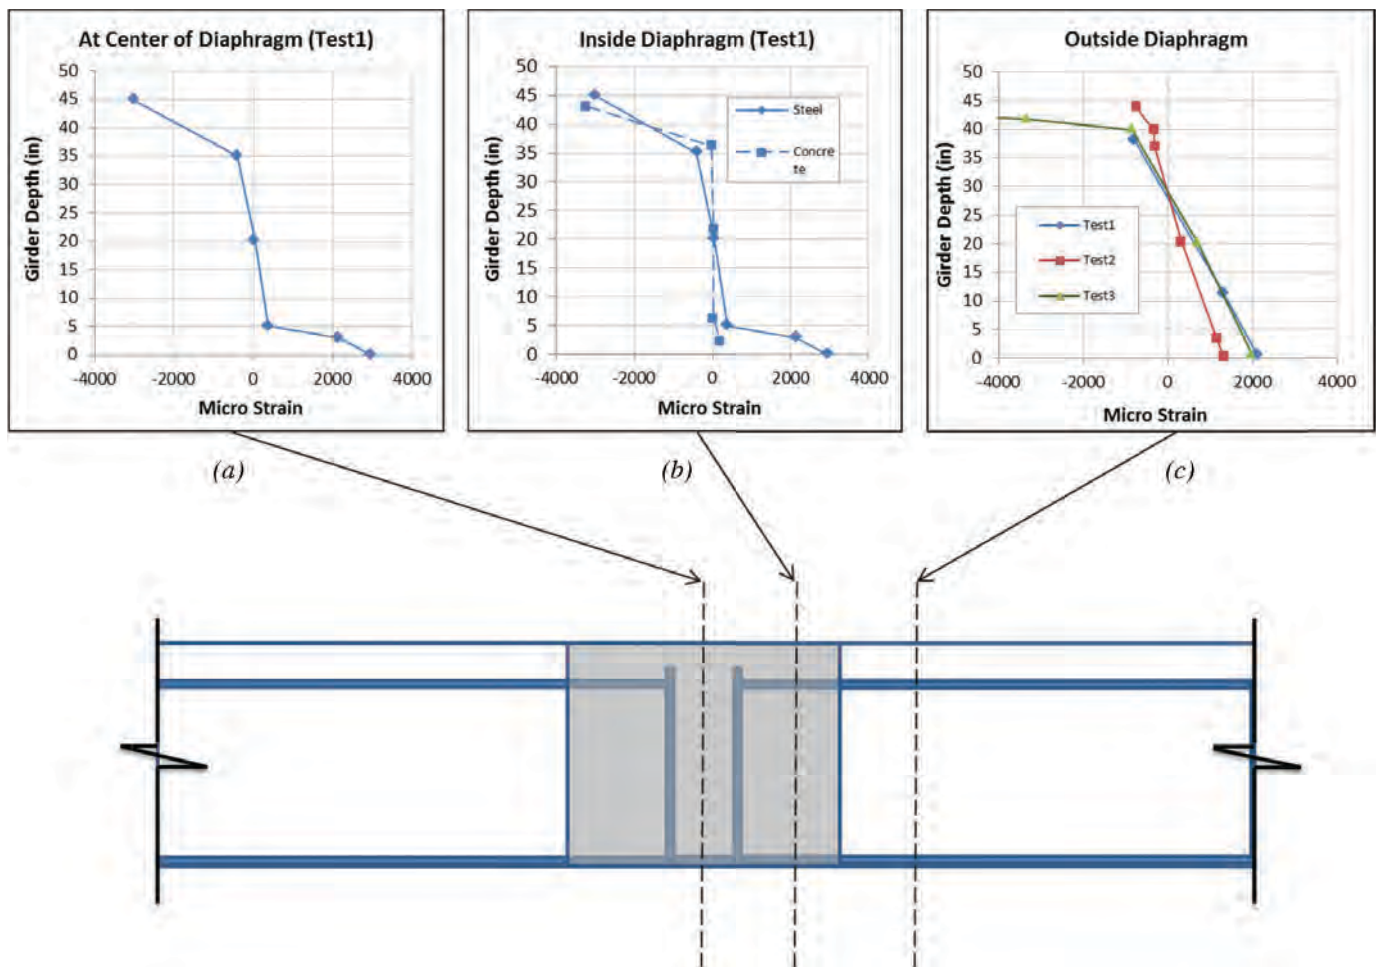 At Center of Diaphragm (Test1)
Girder Depth (in)
50
45
40
35
30
25
20
15
10
5
0
-4000 -2000 0 2000 4000
Micro Strain
(a)
Inside Diaphragm (Test1)
Girder Depth (in)
50
45
40
35
30
25
20
15
10
5
0
Steel
Concre
te
-4000 -2000 0 2000 4000
Micro Strain
(b)
Outside Diaphragm
Girder Depth (in)
50
45
40
35
30
25
20
15
10
5
0
Test1
Test2
Test3
-4000 -2000 0 2000 4000
Micro Strain
(c)